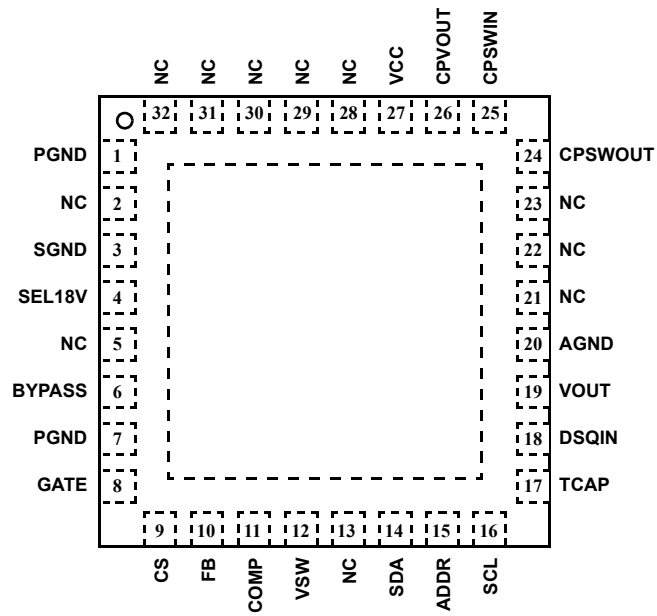 NC NC NC NC NC VCC CPVOUT CPSWIN
32 31 30 29 28 27 26 25
PGND 1 24 CPSWOUT
NC 2 23 NC
SGND 3 22 NC
SEL18V 4 21 NC
NC 5 20 AGND
BYPASS 6 19 VOUT
PGND 7 18 DSQIN
GATE 8 17 TCAP
9 10 11 12 13 14 15 16
CS FB COMP VSW NC SDA ADDR SCL